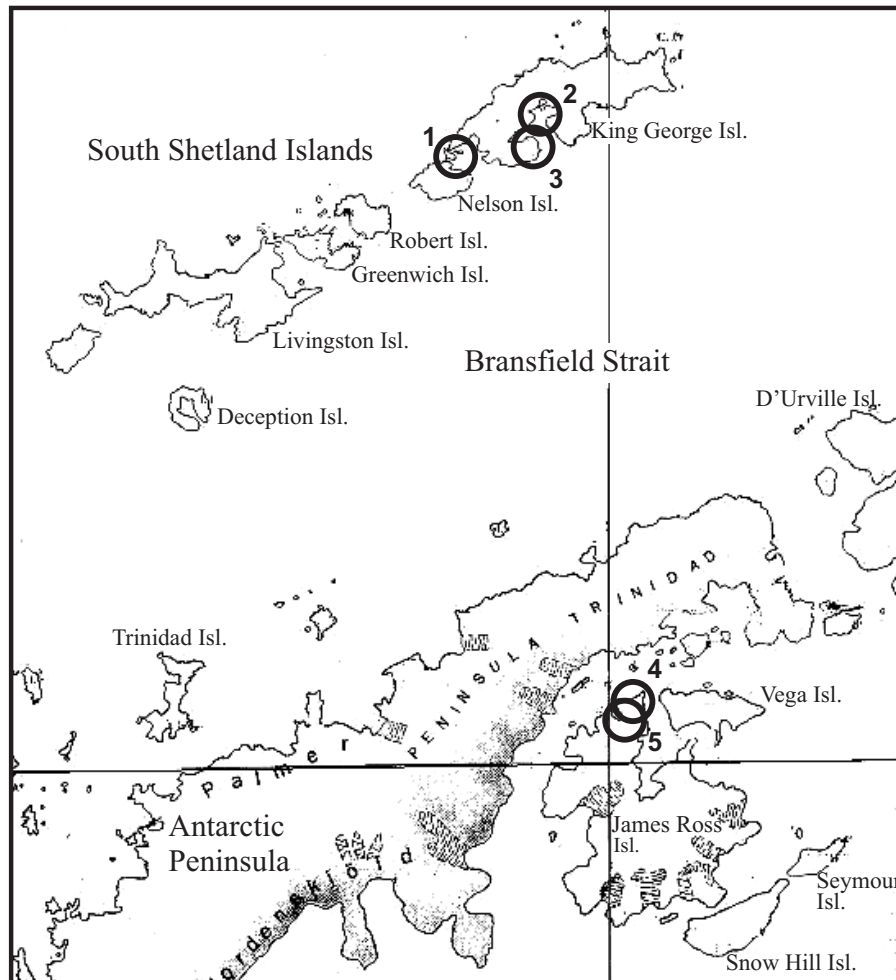 2
1
King George Isl.
South Shetland Islands
3
Nelson Isl.
Robert Isl.
Greenwich Isl.
Livingston Isl.
Bransfield Strait
D'Urville Isl.
Deception Isl.
PENINSULA TRINIDAD
Trinidad Isl.
4
Vega Isl.
5
Palmer
James Ross
Isl.
Antarctic
Peninsula
Seymour
Isl.
Snow Hill Isl.